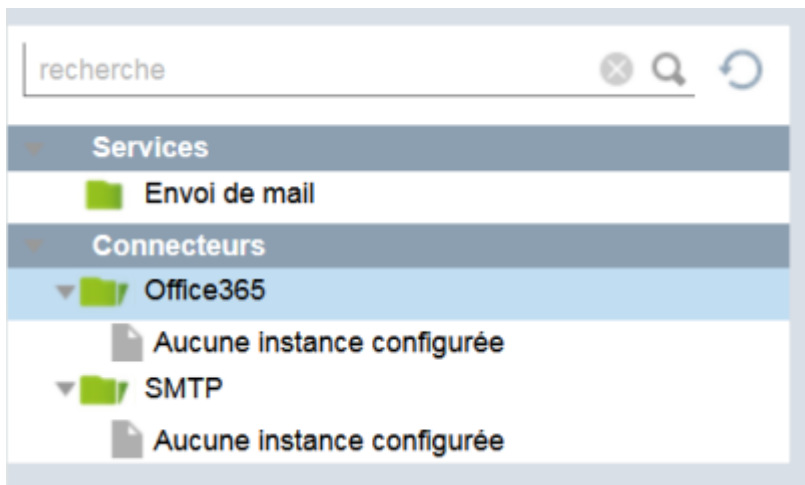 recherche
Services
Envoi de mail
Connecteurs
Office365
Aucune instance configurée
SMTP
Aucune instance configurée